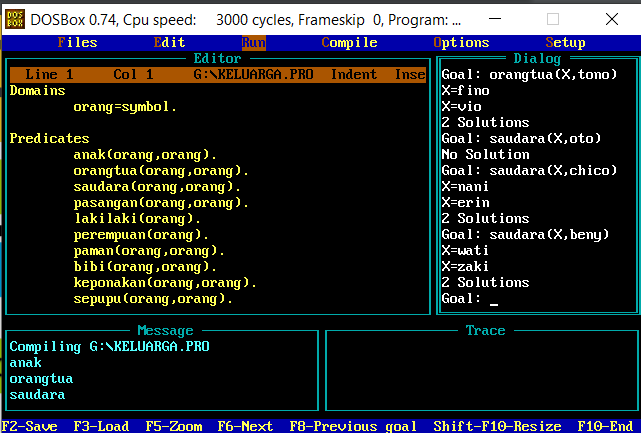 DOS BOX DOSBox 0.74, Cpu speed: 3000 cycles, Frameskip 0, Program: ...
Files Edit Run Compile Options Setup
Editor
Line 1 Col 1 G:\KELUARGA.PRO Indent Inse
Domains
orang=symbol.
Predicates
anak(orang,orang).
orangtua(orang,orang).
saudara(orang,orang).
pasangan(orang,orang).
lakilaki(orang).
perempuan(orang).
paman(orang,orang).
bibi(orang,orang).
keponakan(orang,orang).
sepupu(orang,orang).
Dialog
Goal: orangtua(X,tono)
X=fino
X=vio
2 Solutions
Goal: saudara(X,oto)
No Solution
Goal: saudara(X,chico)
X=nani
X=erin
2 Solutions
Goal: saudara(X,beny)
X=wati
X=zaki
2 Solutions
Goal: _
Message
Compiling G:\KELUARGA.PRO
anak
orangtua
saudara
Trace
F2-Save F3-Load F5-Zoom F6-Next F8-Previous goal Shift-F10-Resize F10-End